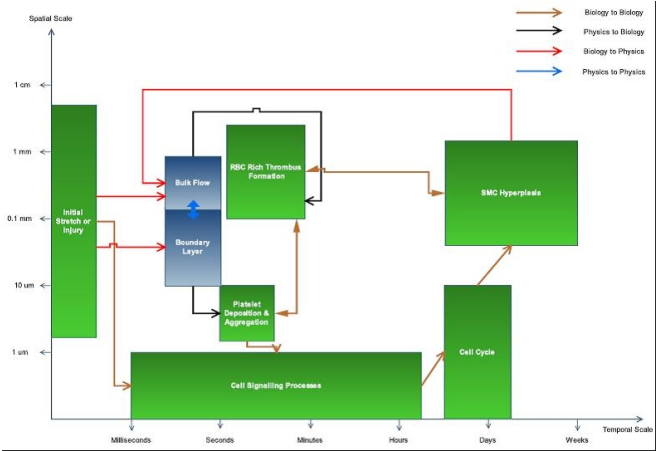 Spatial Scale
Biology to Biology
Physics to Biology
Biology to Physics
Physics to Physics
1 cm
1 mm
0.1 mm
10 um
1 um
Initial
Stretch or
Injury
Bulk Flow
Boundary
Layer
RBC Rich Thrombus
Formation
Platelet
Deposition &
Aggregation
SMC Hyperplasis
Cell Cycle
Cell Signalling Processes
Temporal Scale
Milliseconds
Seconds
Minutes
Hours
Days
Weeks